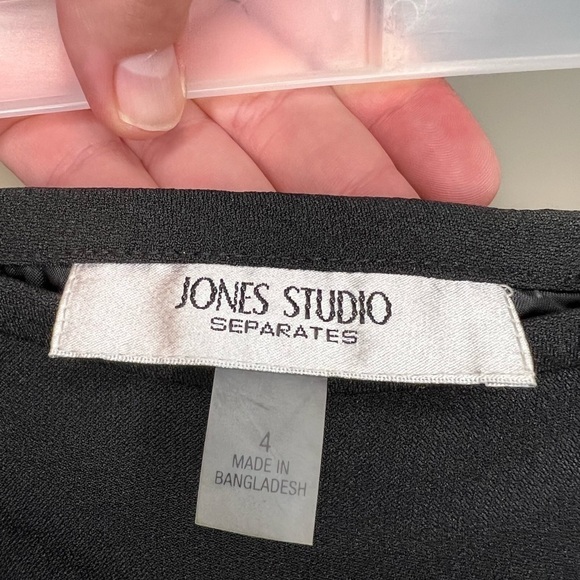 JONES STUDIO
SEPARATES
4
MADE IN
BANGLADESH